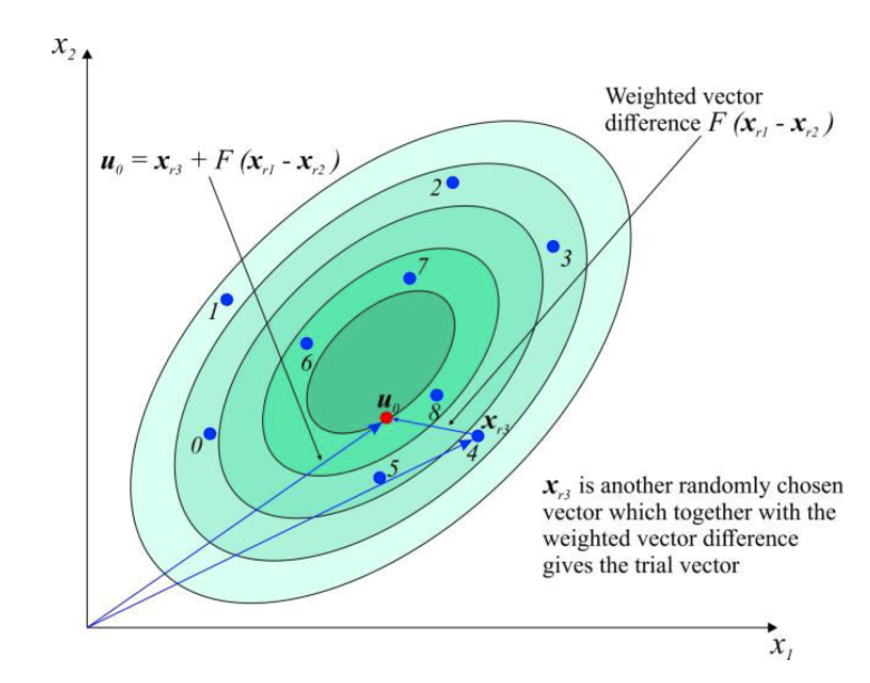 x₂
Weighted vector
difference F (xᵣ₁ - xᵣ₂ )
u₀ = xᵣ₃ + F (xᵣ₁ - xᵣ₂ )
2
3
7
1
6
u₀
8
xᵣ₃
0
4
5
xᵣ₃ is another randomly chosen
vector which together with the
weighted vector difference
gives the trial vector
x₁